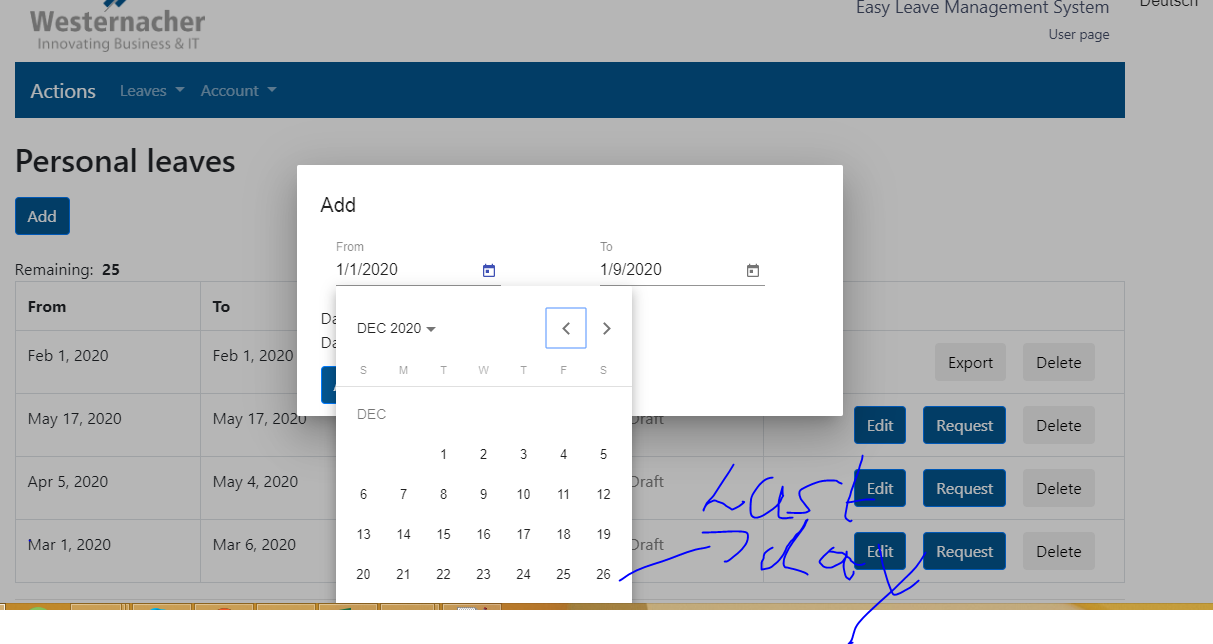 Westernacher
Innovating Business & IT
Easy Leave Management System
Deutsch
User page
Actions Leaves Account
Personal leaves
Add
Remaining: 25
From To
Feb 1, 2020 Feb 1, 2020 Export Delete
May 17, 2020 May 17, 2020 Draft Edit Request Delete
Apr 5, 2020 May 4, 2020 Draft Edit Request Delete
Mar 1, 2020 Mar 6, 2020 Draft Edit Request Delete
Add
From To
1/1/2020 1/9/2020
DEC 2020
S M T W T F S
DEC
1 2 3 4 5
6 7 8 9 10 11 12
13 14 15 16 17 18 19
20 21 22 23 24 25 26
Last
day